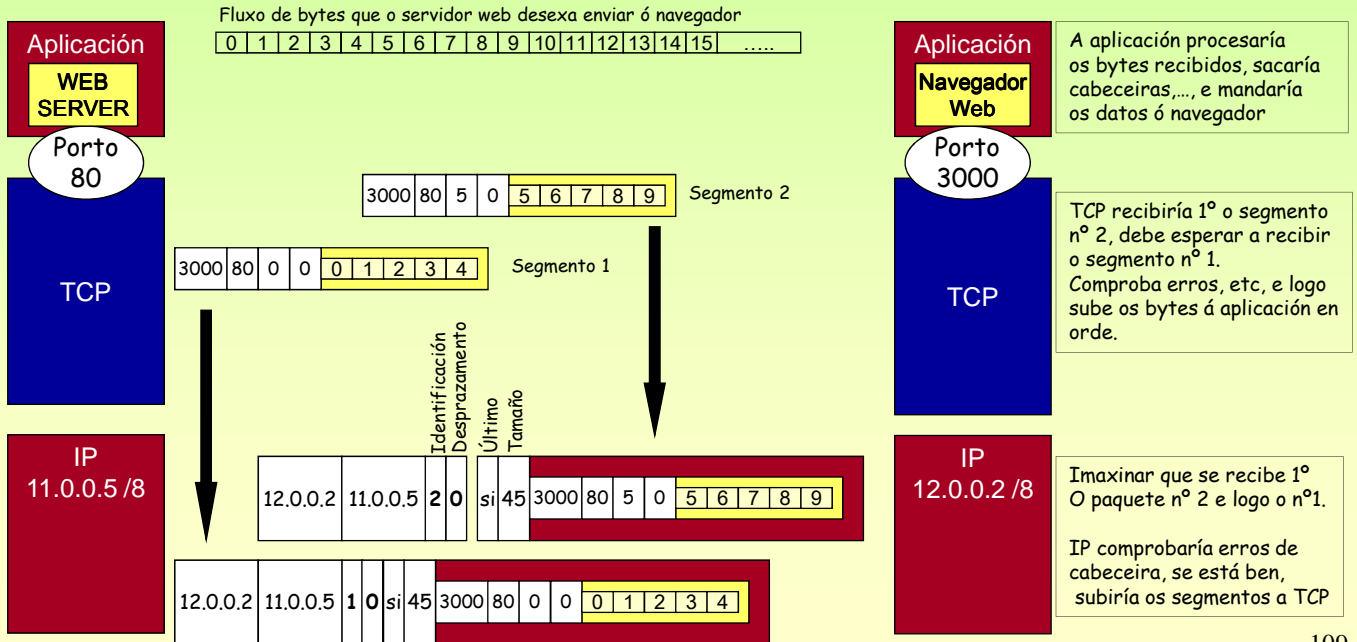 Fluxo de bytes que o servidor web desexa enviar ó navegador
0 1 2 3 4 5 6 7 8 9 10 11 12 13 14 15 .....
Aplicación
WEB
SERVER
Porto
80
TCP
IP
11.0.0.5 /8
3000 80 5 0 5 6 7 8 9
Segmento 2
3000 80 0 0 0 1 2 3 4
Segmento 1
Identificación
Desprazamento
Último
Tamaño
12.0.0.2 11.0.0.5 2 0 si 45 3000 80 5 0 5 6 7 8 9
12.0.0.2 11.0.0.5 1 0 si 45 3000 80 0 0 0 1 2 3 4
Aplicación
Navegador
Web
Porto
3000
TCP
IP
12.0.0.2 /8
A aplicación procesaría
os bytes recibidos, sacaría
cabeceiras,..., e mandaría
os datos ó navegador
TCP recibiría 1º o segmento
nº 2, debe esperar a recibir
o segmento nº 1.
Comproba erros, etc, e logo
sube os bytes á aplicación en
orde.
Imaxinar que se recibe 1º
O paquete nº 2 e logo o nº1.
IP comprobaría erros de
cabeceira, se está ben,
subiría os segmentos a TCP